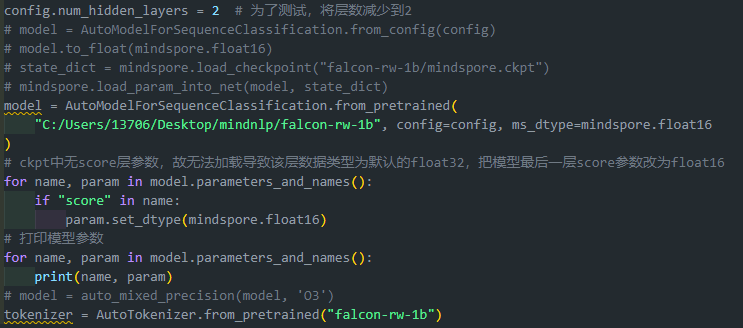 config.num_hidden_layers = 2  # 为了测试，将层数减少到2
# model = AutoModelForSequenceClassification.from_config(config)
# model.to_float(mindspore.float16)
# state_dict = mindspore.load_checkpoint("falcon-rw-1b/mindspore.ckpt")
# mindspore.load_param_into_net(model, state_dict)
model = AutoModelForSequenceClassification.from_pretrained(
    "C:/Users/13706/Desktop/mindnlp/falcon-rw-1b", config=config, ms_dtype=mindspore.float16
)
# ckpt中无score层参数，故无法加载导致该层数据类型为默认的float32，把模型最后一层score参数改为float16
for name, param in model.parameters_and_names():
    if "score" in name:
        param.set_dtype(mindspore.float16)
# 打印模型参数
for name, param in model.parameters_and_names():
    print(name, param)
# model = auto_mixed_precision(model, 'O3')
tokenizer = AutoTokenizer.from_pretrained("falcon-rw-1b")